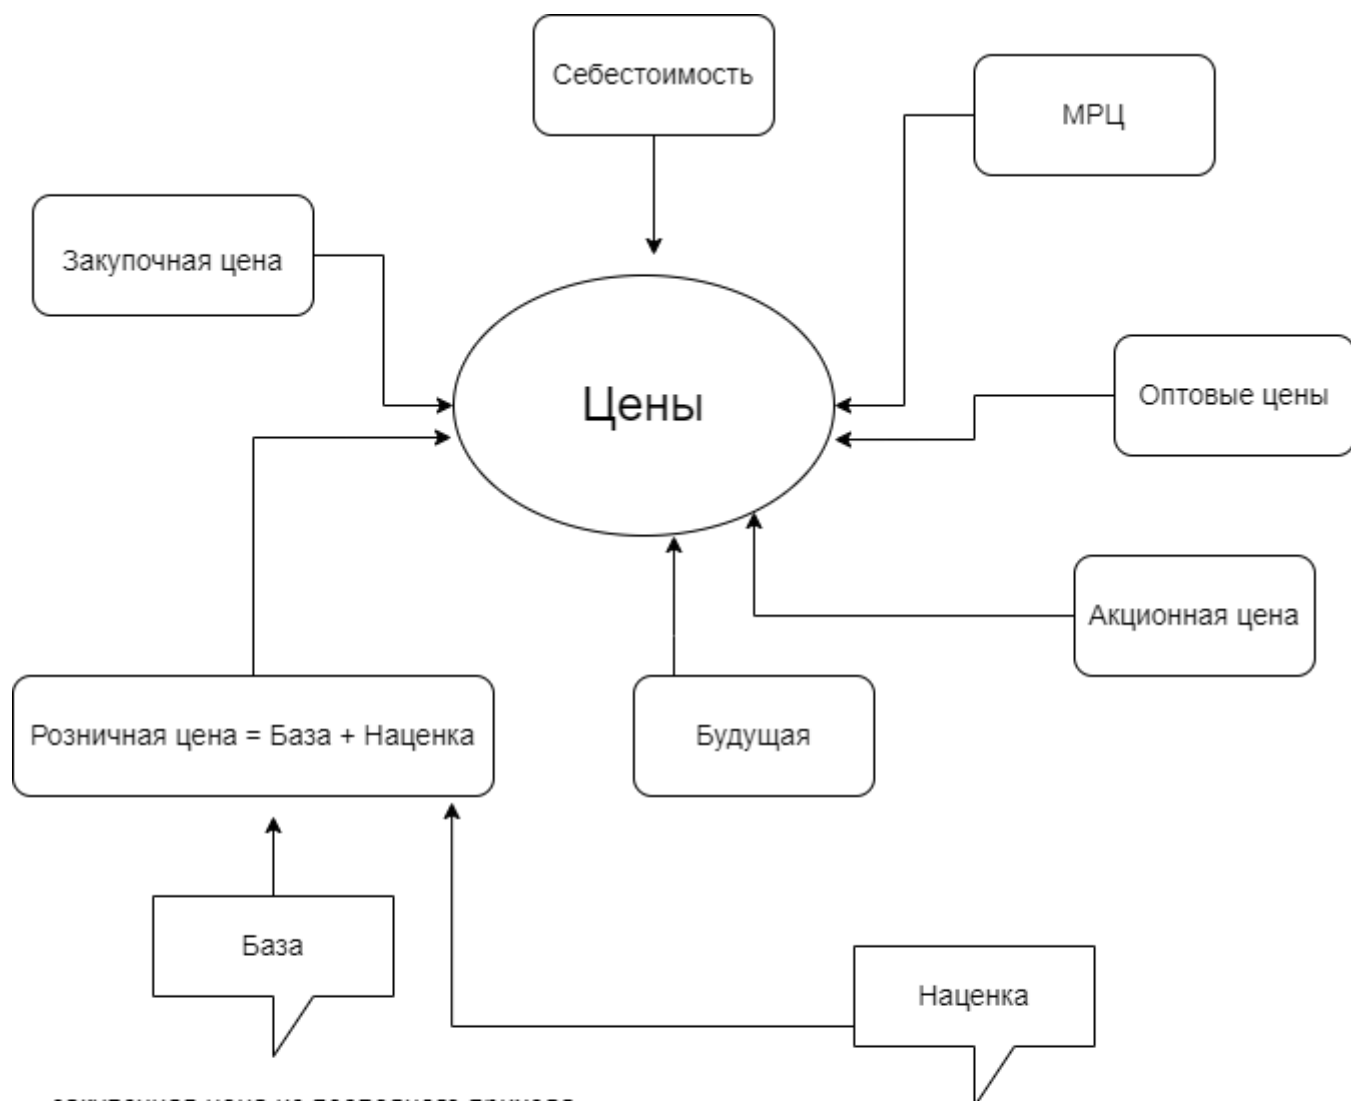 Себестоимость
МРЦ
Закупочная цена
Цены
Оптовые цены
Акционная цена
Розничная цена = База + Наценка
Будущая
База
Наценка